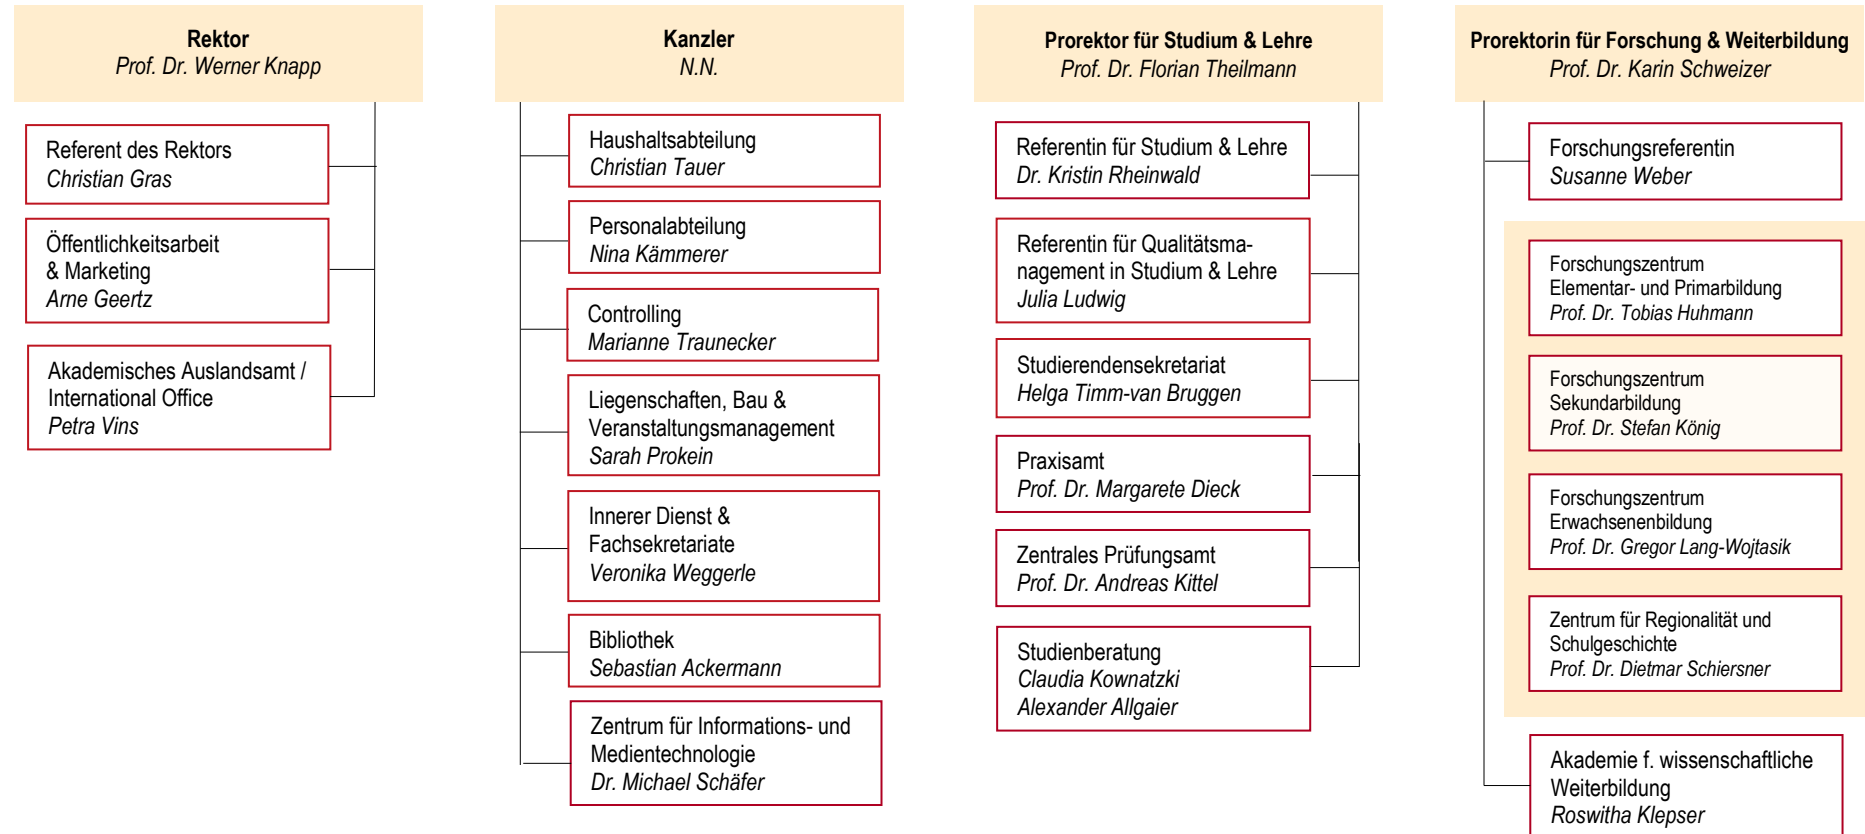 Rektor
Prof. Dr. Werner Knapp
Referent des Rektors
Christian Gras
Öffentlichkeitsarbeit
& Marketing
Arne Geertz
Akademisches Auslandsamt /
International Office
Petra Vins
Kanzler
N.N.
Haushaltsabteilung
Christian Tauer
Personalabteilung
Nina Kämmerer
Controlling
Marianne Traunecker
Liegenschaften, Bau &
Veranstaltungsmanagement
Sarah Prokein
Innerer Dienst &
Fachsekretariate
Veronika Weggerle
Bibliothek
Sebastian Ackermann
Zentrum für Informations- und
Medientechnologie
Dr. Michael Schäfer
Prorektor für Studium & Lehre
Prof. Dr. Florian Theilmann
Referentin für Studium & Lehre
Dr. Kristin Rheinwald
Referentin für Qualitätsma-
nagement in Studium & Lehre
Julia Ludwig
Studierendensekretariat
Helga Timm-van Bruggen
Praxisamt
Prof. Dr. Margarete Dieck
Zentrales Prüfungsamt
Prof. Dr. Andreas Kittel
Studienberatung
Claudia Kownatzki
Alexander Allgaier
Prorektorin für Forschung & Weiterbildung
Prof. Dr. Karin Schweizer
Forschungsreferentin
Susanne Weber
Forschungszentrum
Elementar- und Primarbildung
Prof. Dr. Tobias Huhmann
Forschungszentrum
Sekundarbildung
Prof. Dr. Stefan König
Forschungszentrum
Erwachsenenbildung
Prof. Dr. Gregor Lang-Wojtasik
Zentrum für Regionalität und
Schulgeschichte
Prof. Dr. Dietmar Schiersner
Akademie f. wissenschaftliche
Weiterbildung
Roswitha Klepser